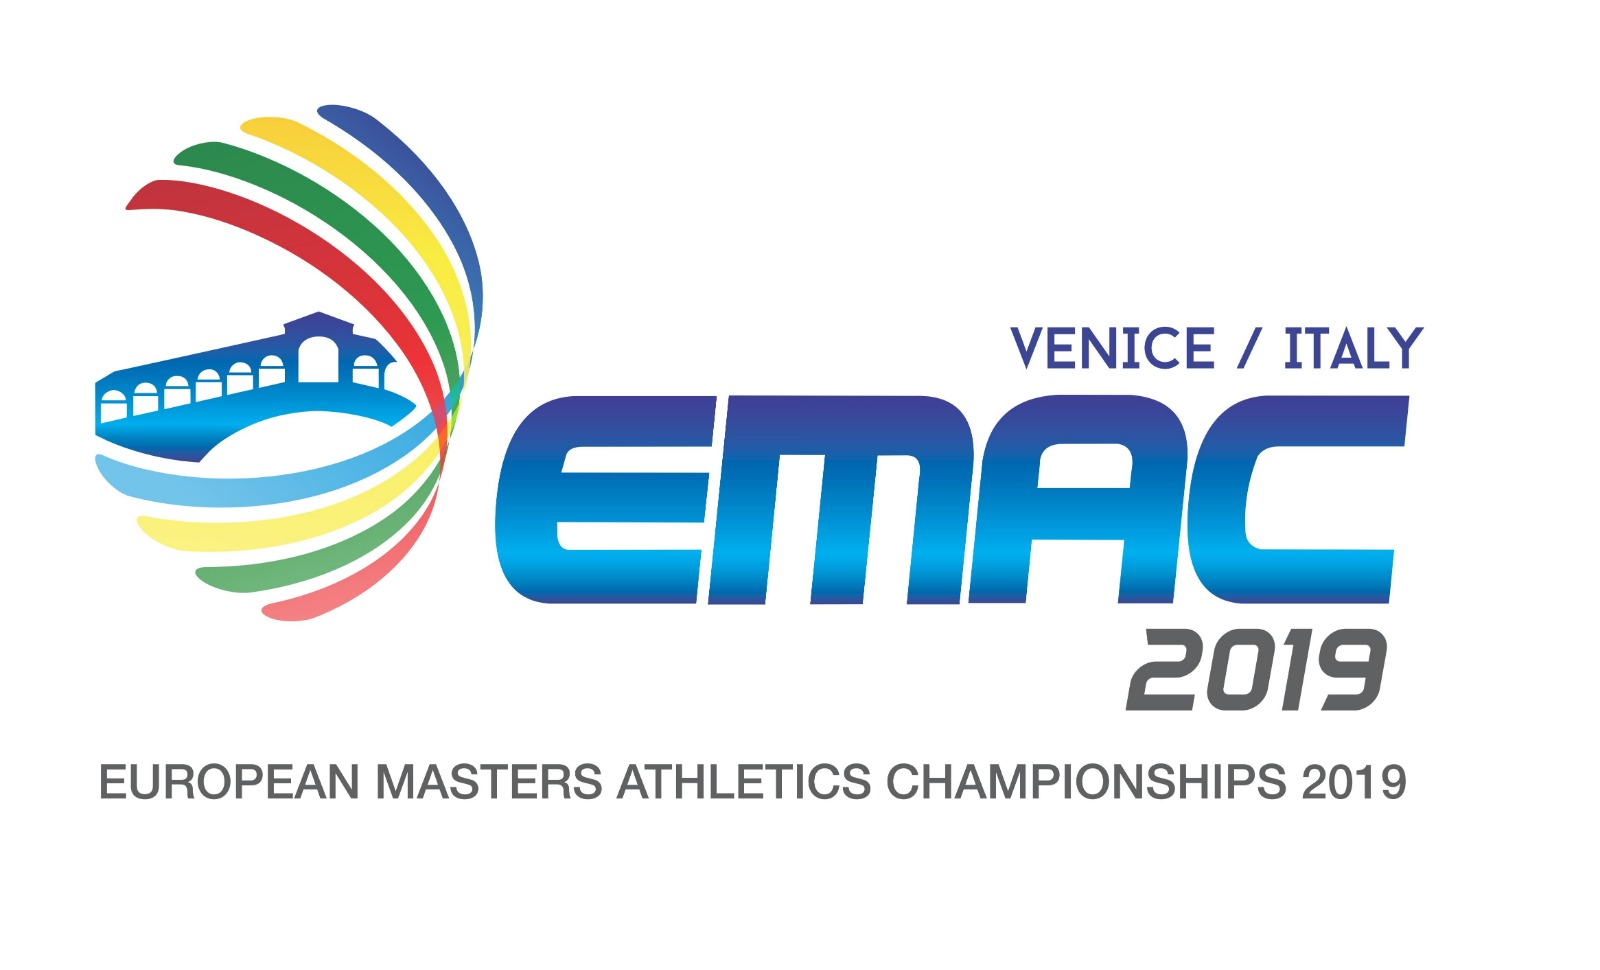 VENICE / ITALY
EMAC
2019
EUROPEAN MASTERS ATHLETICS CHAMPIONSHIPS 2019